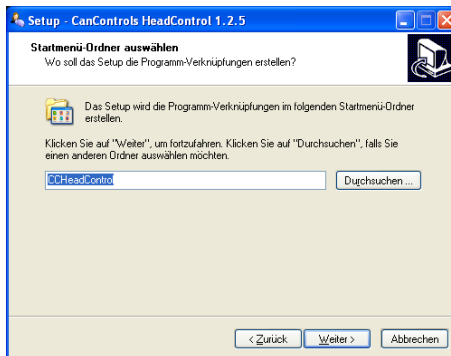 Setup - CanControls HeadControl 1.2.5
Startmenü-Ordner auswählen
Wo soll das Setup die Programm-Verknüpfungen erstellen?
Das Setup wird die Programm-Verknüpfungen im folgenden Startmenü-Ordner
erstellen.
Klicken Sie auf "Weiter", um fortzufahren. Klicken Sie auf "Durchsuchen", falls Sie
einen anderen Ordner auswählen möchten.
CCHeadControl
Durchsuchen ...
< Zurück
Weiter >
Abbrechen